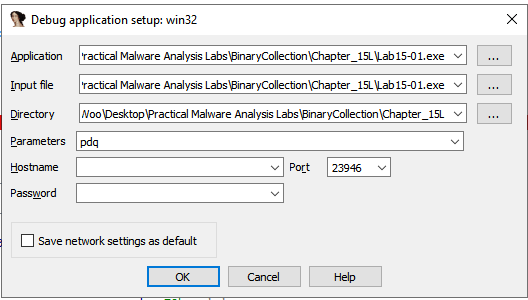 Debug application setup: win32
Application ractical Malware Analysis Labs\BinaryCollection\Chapter_15L\Lab15-01.exe ...
Input file ractical Malware Analysis Labs\BinaryCollection\Chapter_15L\Lab15-01.exe ...
Directory Woo\Desktop\Practical Malware Analysis Labs\BinaryCollection\Chapter_15L ...
Parameters pdq
Hostname Port 23946
Password
Save network settings as default
OK Cancel Help